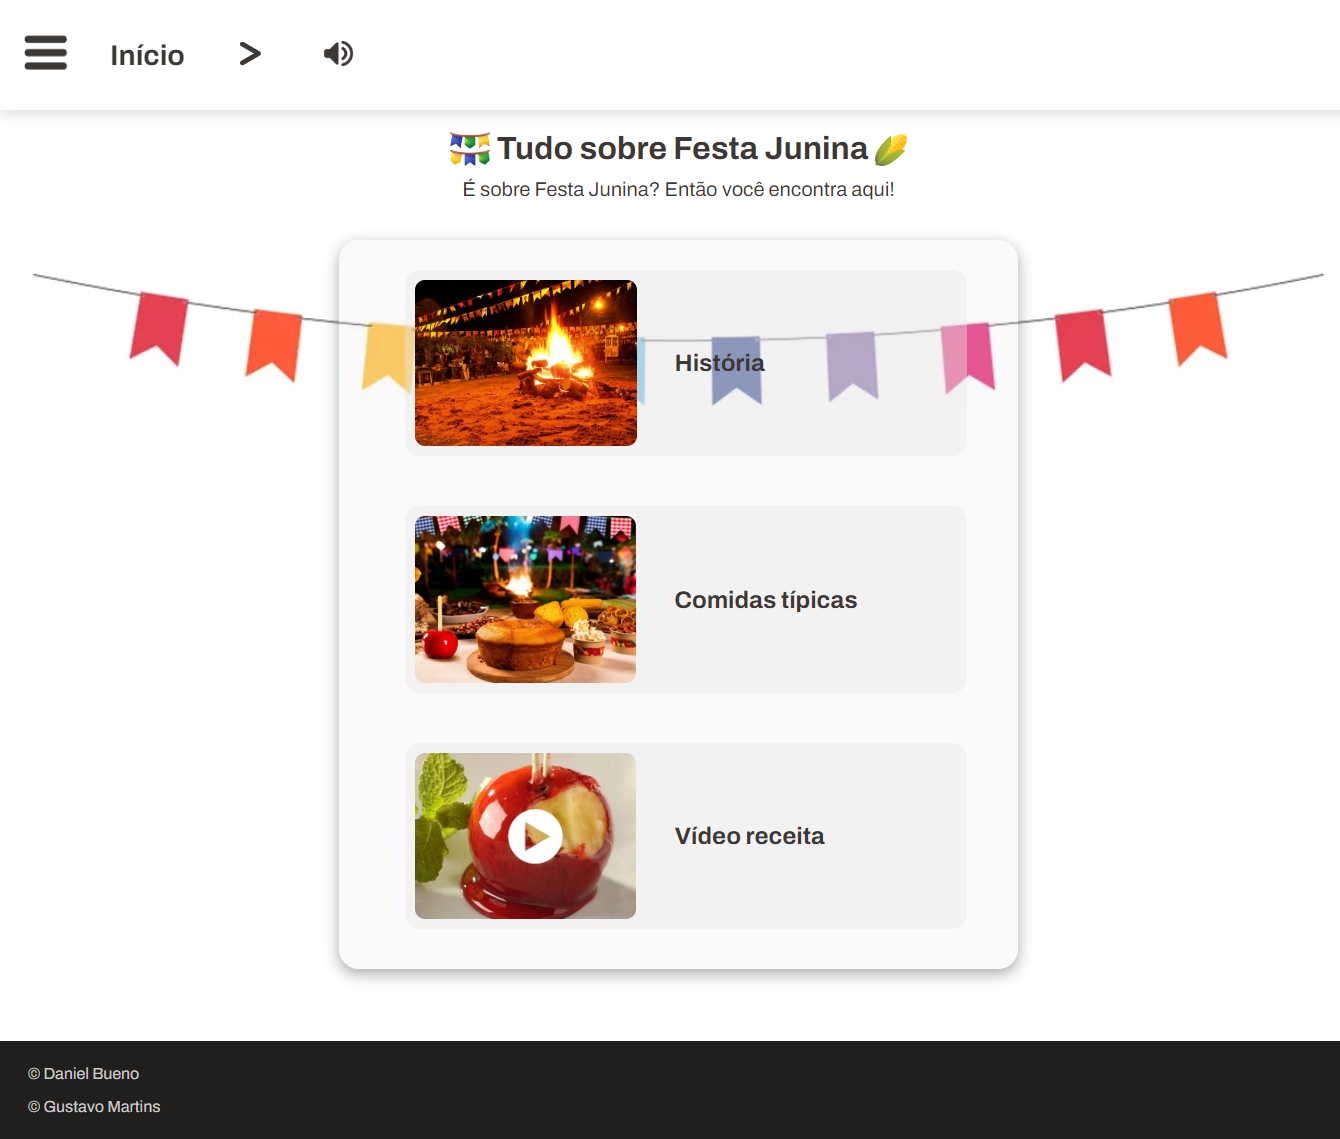 Início
Tudo sobre Festa Junina
É sobre Festa Junina? Então você encontra aqui!
História
Comidas típicas
Vídeo receita
© Daniel Bueno
© Gustavo Martins